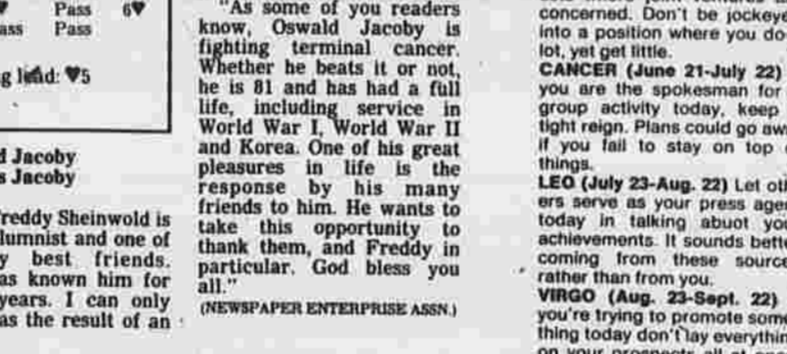 Pass 6♥
ass Pass
♥5
d Jacoby
s Jacoby
reddy Sheinwold is
lumnist and one of
y best friends.
as known him for
years. I can only
as the result of an
"As some of you readers
know, Oswald Jacoby is
fighting terminal cancer.
Whether he beats it or not,
he is 81 and has had a full
life, including service in
World War I, World War II
and Korea. One of his great
pleasures in life is the
response by his many
friends to him. He wants to
take this opportunity to
thank them, and Freddy in
particular. God bless you
all."
(NEWSPAPER ENTERPRISE ASSN.)
concerned. Don't be jockeye
into a position where you do
lot, yet get little.
CANCER (June 21-July 22)
you are the spokesman for
group activity today, keep
tight reign. Plans could go aw
if you fail to stay on top
things.
LEO (July 23-Aug. 22) Let oth
ers serve as your press age
today in talking abuot you
achievements. It sounds bette
coming from these source
rather than from you.
VIRGO (Aug. 23-Sept. 22)
you're trying to promote some
thing today don't lay everythin